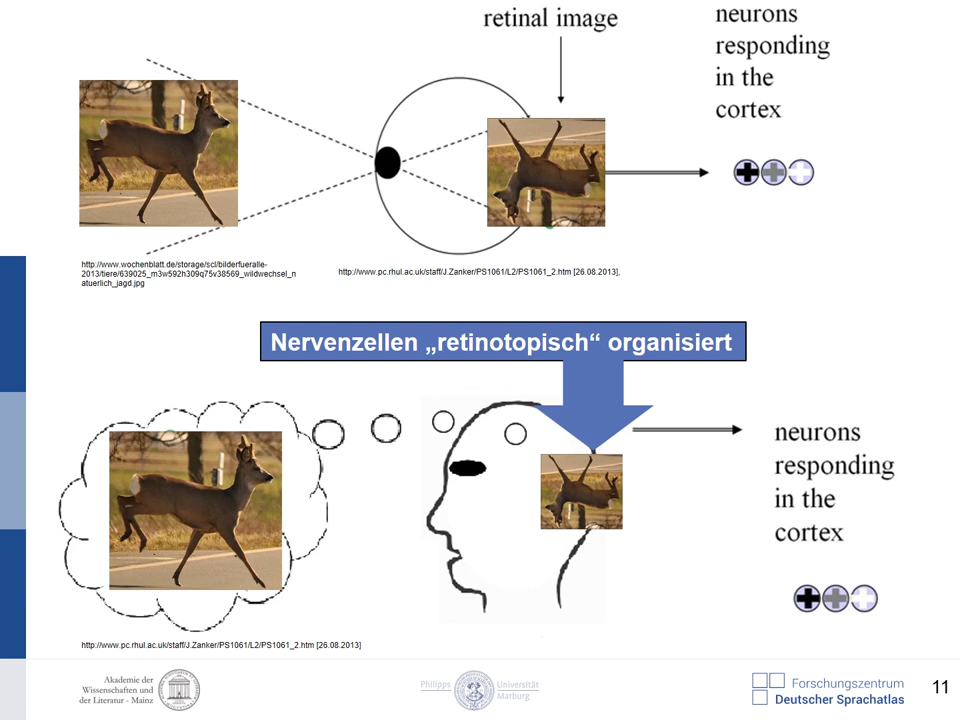 retinal image
neurons
responding
in the
cortex
http://www.wochenblatt.de/storage/scl/bilderfueralle-
2013/tiere/639025_m3w592h309q75v38569_wildwechsel_n
atuerlich_jagd.jpg
http://www.pc.rhul.ac.uk/staff/J.Zanker/PS1061/L2/PS1061_2.htm [26.08.2013],
Nervenzellen „retinotopisch“ organisiert
neurons
responding
in the
cortex
http://www.pc.rhul.ac.uk/staff/J.Zanker/PS1061/L2/PS1061_2.htm [26.08.2013]
Akademie der
Wissenschaften und
der Literatur - Mainz
Philipps
Universität
Marburg
Forschungszentrum
Deutscher Sprachatlas
11